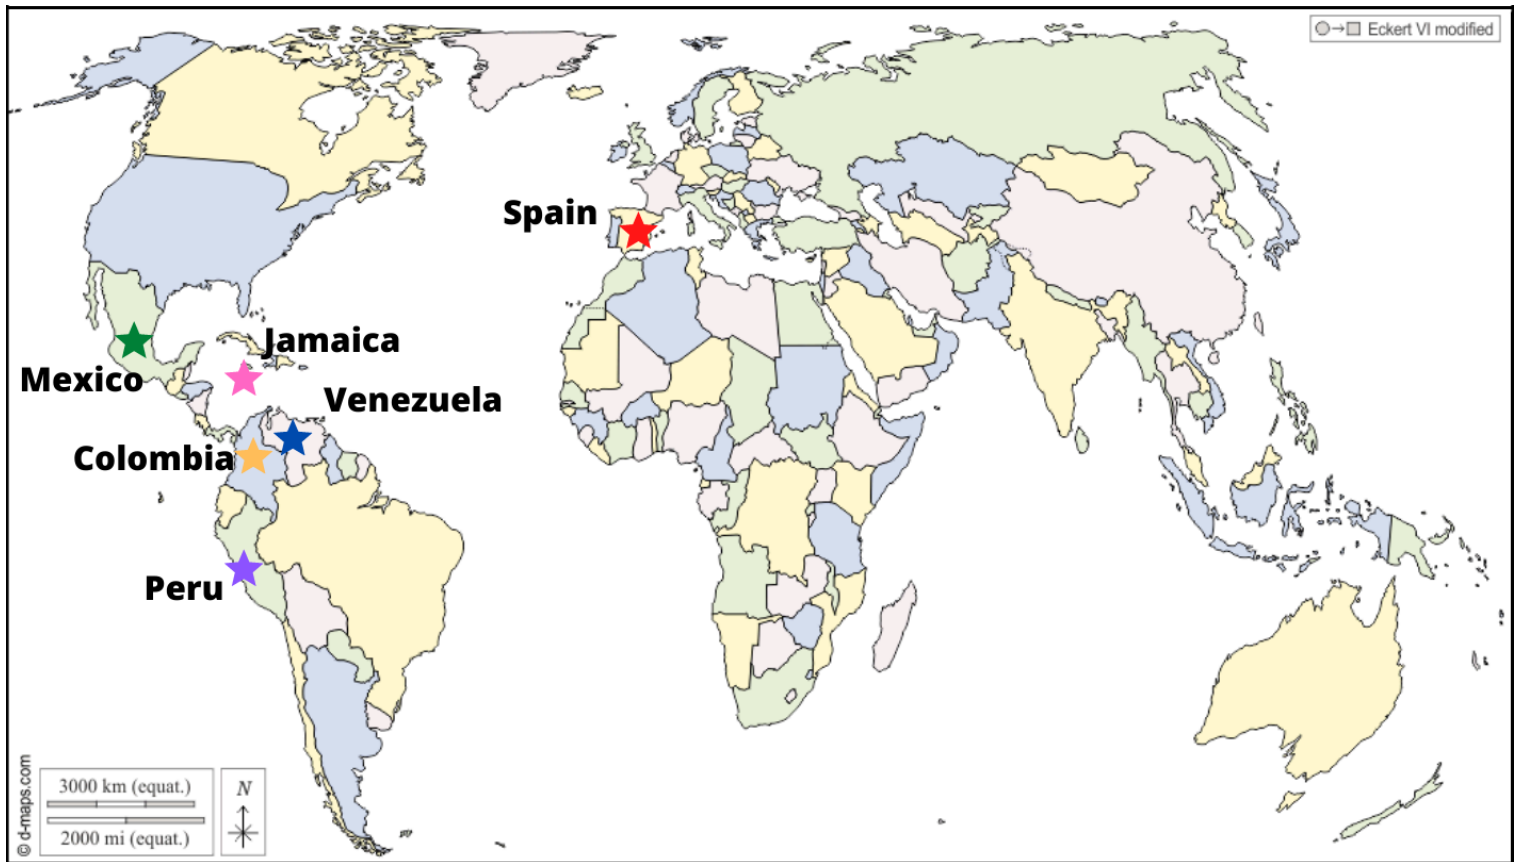 Eckert VI modified
Spain
Jamaica
Mexico
Venezuela
Colombia
Peru
3000 km (equat.)
2000 mi (equat.)
N
© d-maps.com